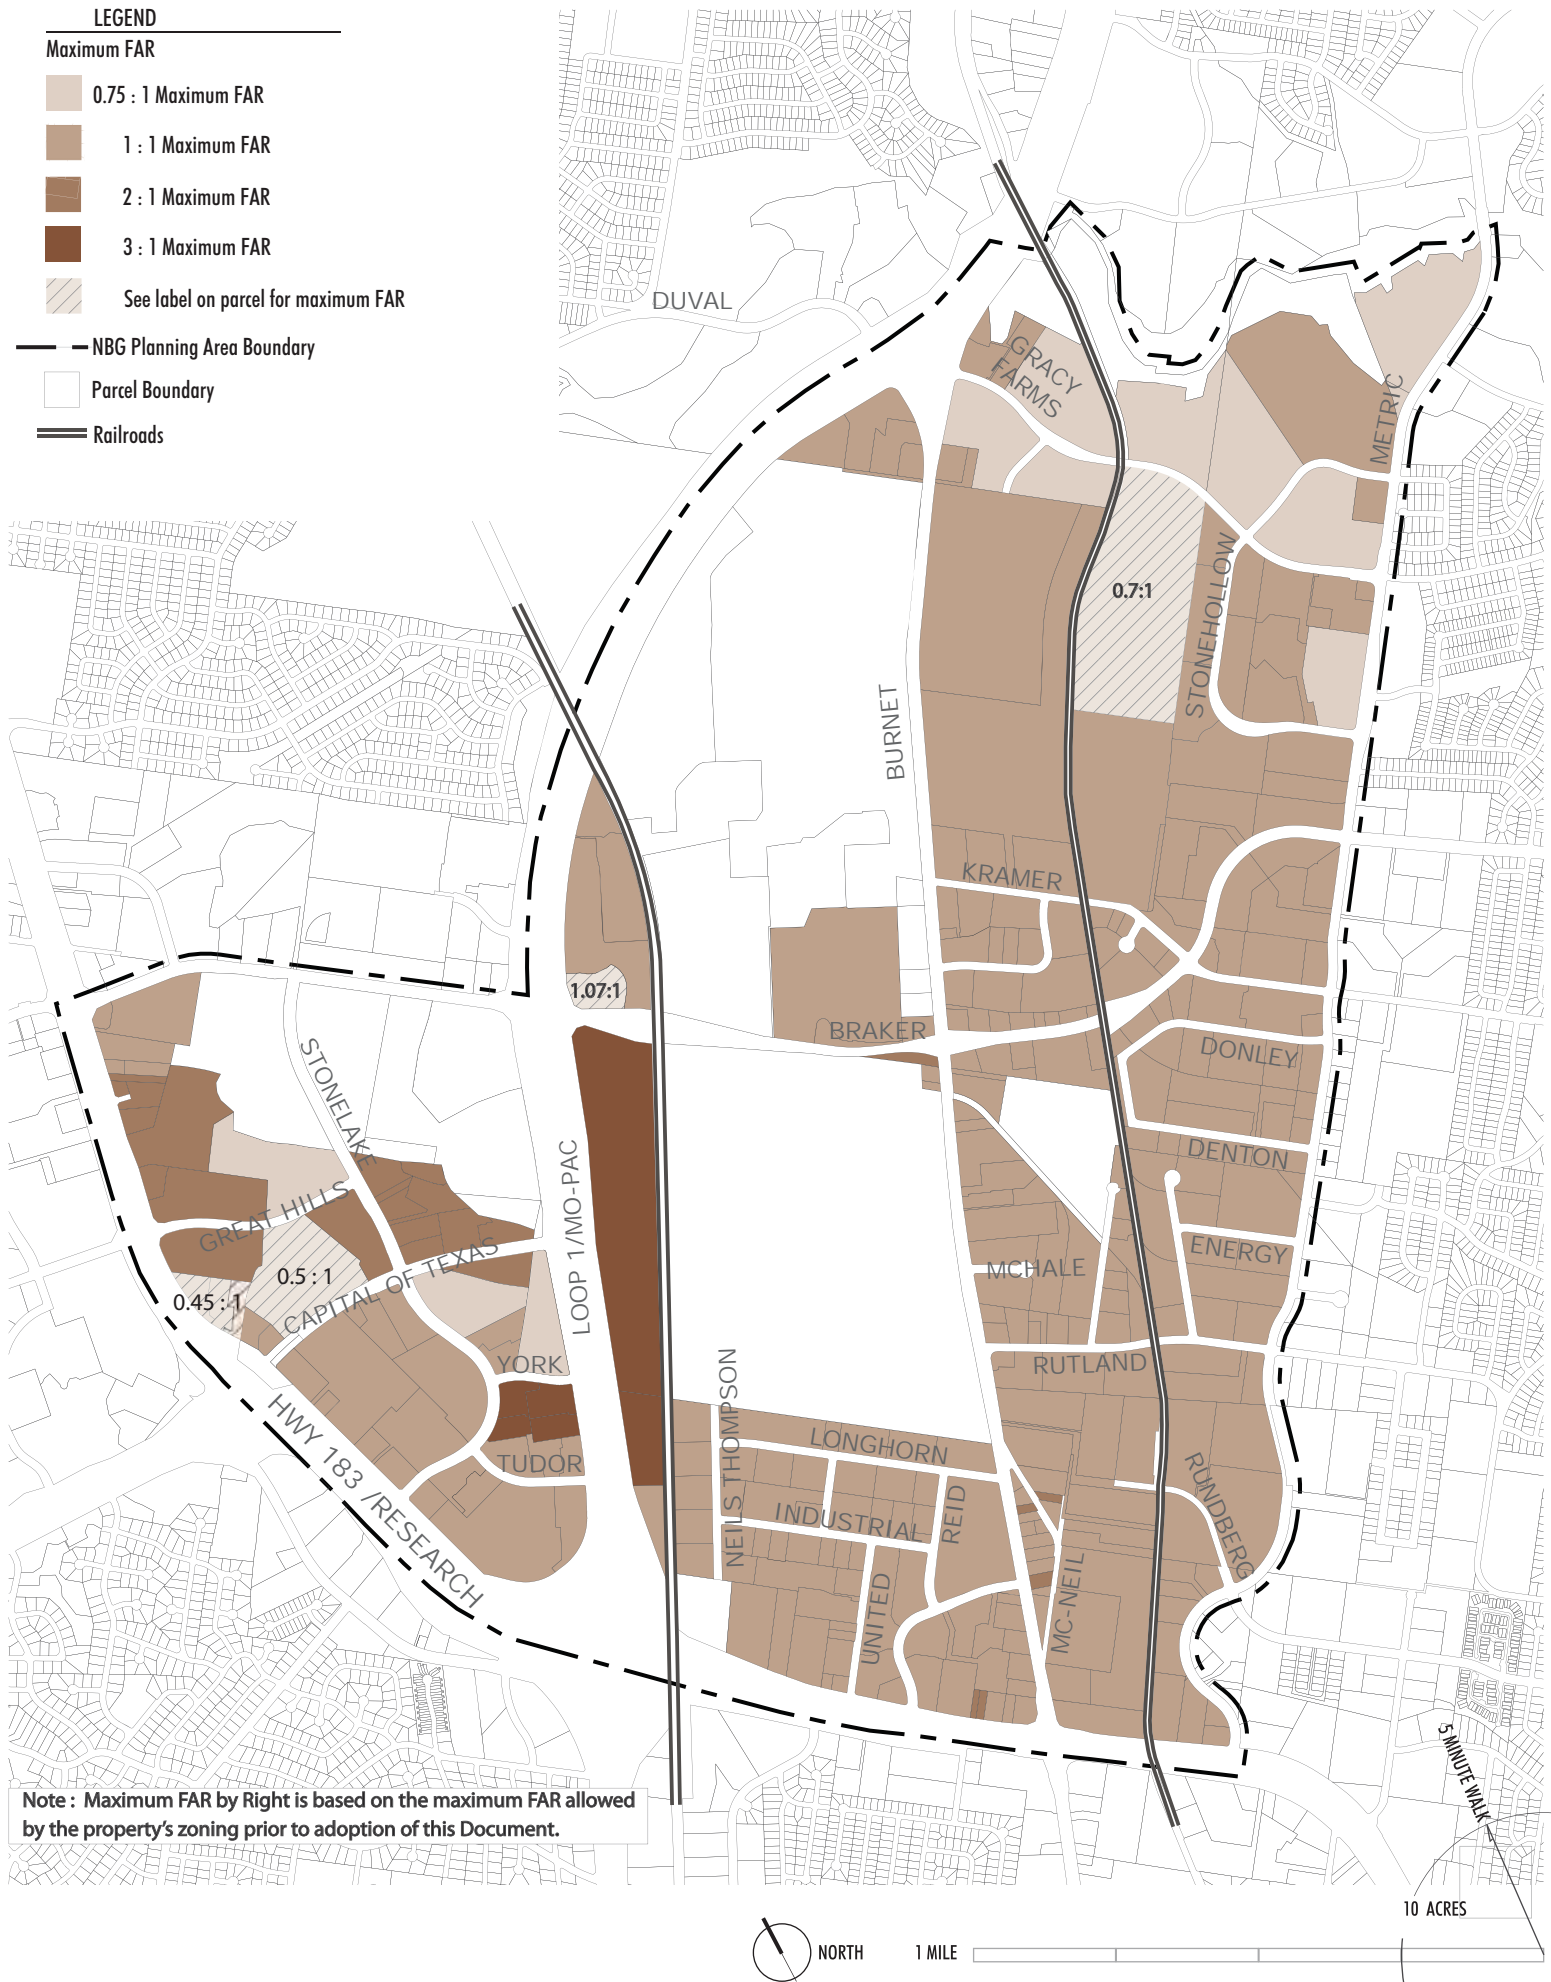 LEGEND
Maximum FAR
0.75 : 1 Maximum FAR
1 : 1 Maximum FAR
2 : 1 Maximum FAR
3 : 1 Maximum FAR
See label on parcel for maximum FAR
NBG Planning Area Boundary
Parcel Boundary
Railroads
DUVAL
GRACY
FARMS
METRIC
STONEHOLLOW
0.7:1
BURNET
KRAMER
1.07:1
BRAKER
DONLEY
STONELAKE
DENTON
LOOP 1/MO-PAC
GREAT HILLS
ENERGY
CAPITAL OF TEXAS
MCHALE
0.5 : 1
0.45 : 1
YORK
RUTLAND
NEILS THOMPSON
HWY 183 /RESEARCH
LONGHORN
TUDOR
RUNDBERG
INDUSTRIAL
REID
UNITED
MC-NEIL
Note : Maximum FAR by Right is based on the maximum FAR allowed
by the property's zoning prior to adoption of this Document.
5 MINUTE WALK
10 ACRES
NORTH
1 MILE